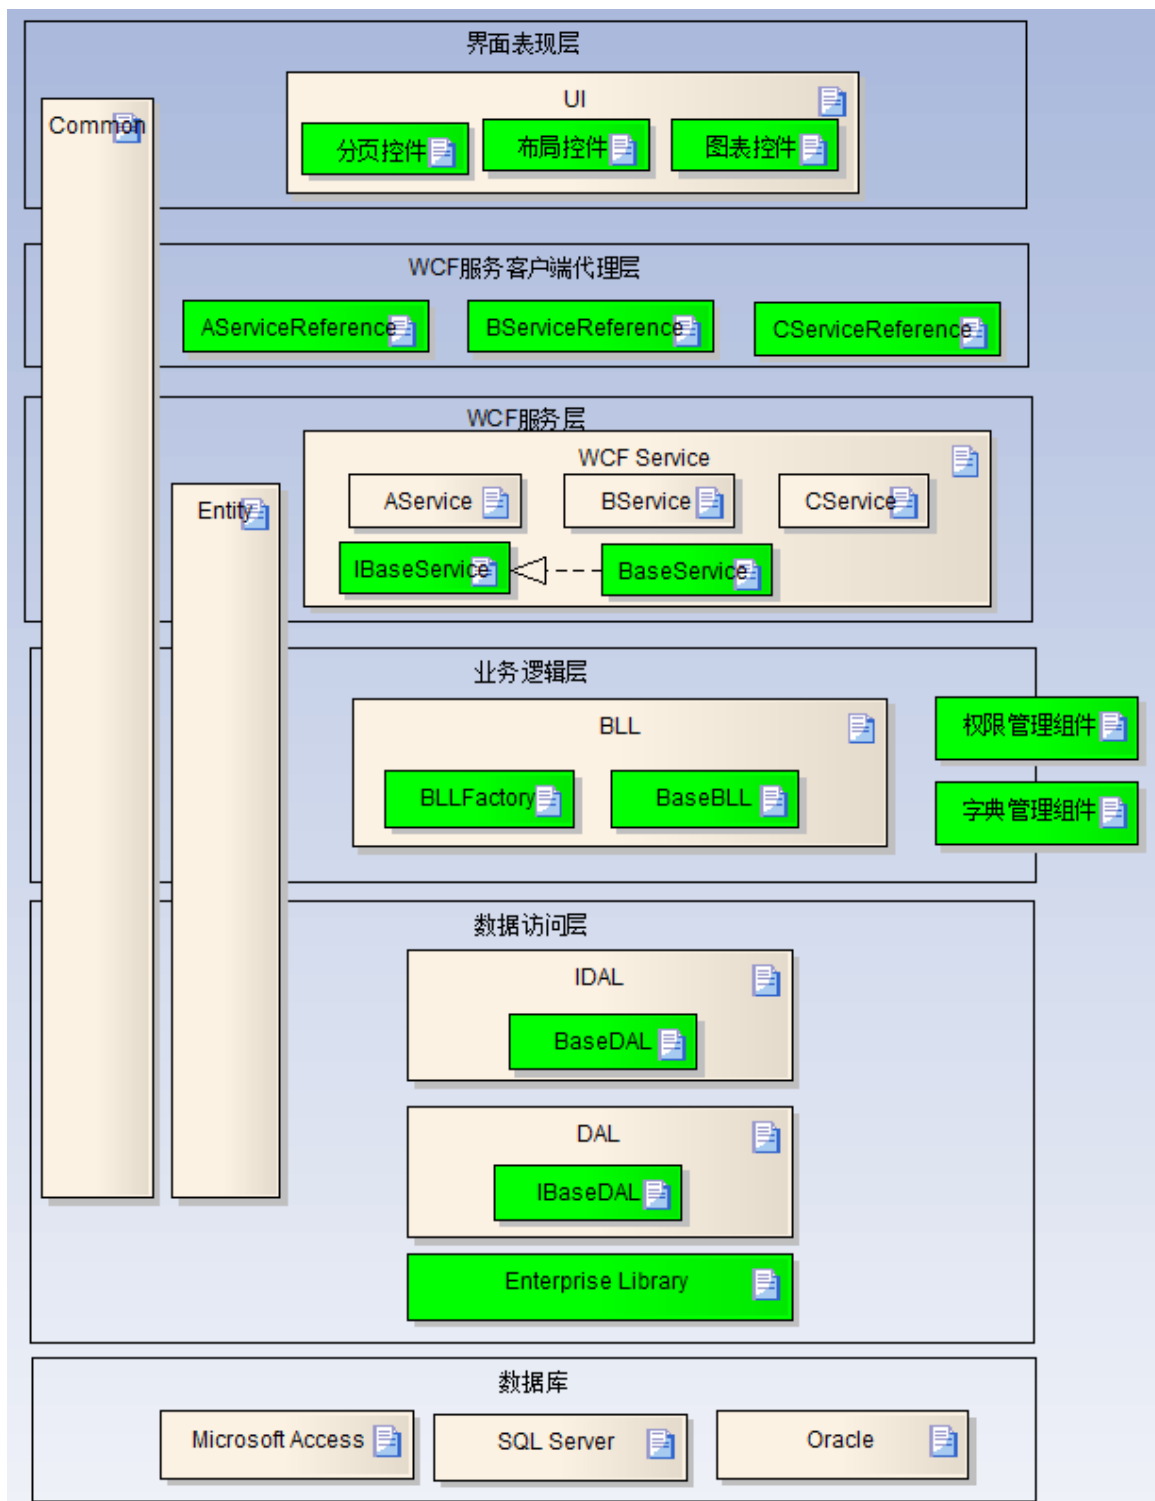 界面表现层
Common
UI
分页控件
布局控件
图表控件
WCF服务客户端代理层
AServiceReference
BServiceReference
CServiceReference
WCF服务层
WCF Service
AService
BService
CService
Entity
IBaseService
BaseService
业务逻辑层
BLL
权限管理组件
BLLFactory
BaseBLL
字典管理组件
数据访问层
IDAL
BaseDAL
DAL
IBaseDAL
Enterprise Library
数据库
Microsoft Access
SQL Server
Oracle